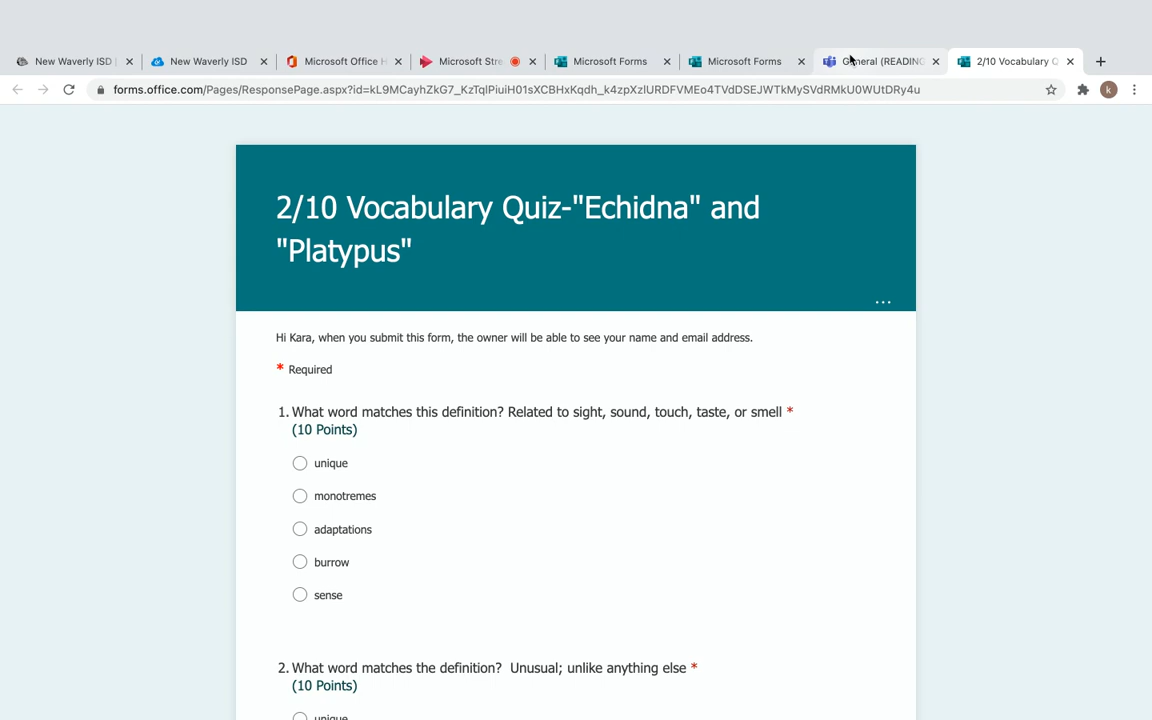 New Waverly ISD |
New Waverly ISD
Microsoft Office H
Microsoft Stre
Microsoft Forms
Microsoft Forms
General (READING
2/10 Vocabulary Q
forms.office.com/Pages/ResponsePage.aspx?id=kL9MCayhZkG7_KzTqlPiuiH01sXCBHxKqdh_k4zpXzlURDFVMEo4TVdDSEJWTkMySVdRMkU0WUtDRy4u
k
2/10 Vocabulary Quiz-"Echidna" and
"Platypus"
...
Hi Kara, when you submit this form, the owner will be able to see your name and email address.
* Required
1. What word matches this definition? Related to sight, sound, touch, taste, or smell *
(10 Points)
unique
monotremes
adaptations
burrow
sense
2. What word matches the definition?  Unusual; unlike anything else *
(10 Points)
unique